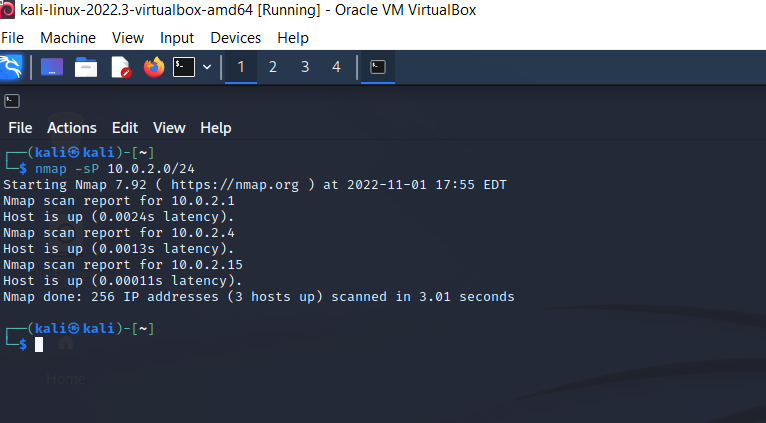 kali-linux-2022.3-virtualbox-amd64 [Running] - Oracle VM VirtualBox
File Machine View Input Devices Help
1 2 3 4
File Actions Edit View Help
┌──(kali㉿kali)-[~]
└─$ nmap -sP 10.0.2.0/24
Starting Nmap 7.92 ( https://nmap.org ) at 2022-11-01 17:55 EDT
Nmap scan report for 10.0.2.1
Host is up (0.0024s latency).
Nmap scan report for 10.0.2.4
Host is up (0.0013s latency).
Nmap scan report for 10.0.2.15
Host is up (0.00011s latency).
Nmap done: 256 IP addresses (3 hosts up) scanned in 3.01 seconds
┌──(kali㉿kali)-[~]
└─$
Home